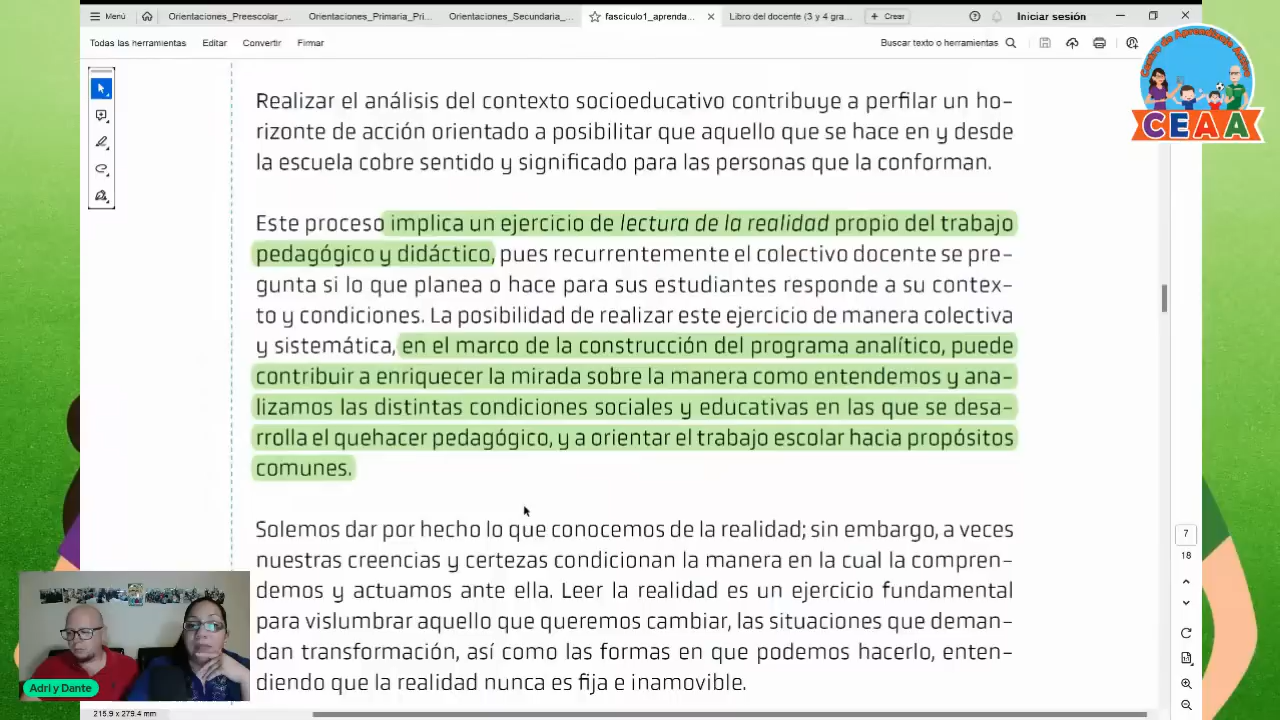 Menú
Orientaciones_Preescolar_...
Orientaciones_Primaria_Pri...
Orientaciones_Secundaria_...
fasciculo1_aprenda...
Libro del docente (3 y 4 gra...
Crear
Iniciar sesión
Todas las herramientas
Editar
Convertir
Firmar
Buscar texto o herramientas
Centro de Aprendizaje Activo
CEAA
Realizar el análisis del contexto socioeducativo contribuye a perfilar un ho-
rizonte de acción orientado a posibilitar que aquello que se hace en y desde
la escuela cobre sentido y significado para las personas que la conforman.
Este proceso implica un ejercicio de lectura de la realidad propio del trabajo
pedagógico y didáctico, pues recurrentemente el colectivo docente se pre-
gunta si lo que planea o hace para sus estudiantes responde a su contex-
to y condiciones. La posibilidad de realizar este ejercicio de manera colectiva
y sistemática, en el marco de la construcción del programa analítico, puede
contribuir a enriquecer la mirada sobre la manera como entendemos y ana-
lizamos las distintas condiciones sociales y educativas en las que se desa-
rrolla el quehacer pedagógico, y a orientar el trabajo escolar hacia propósitos
comunes.
Solemos dar por hecho lo que conocemos de la realidad; sin embargo, a veces
nuestras creencias y certezas condicionan la manera en la cual la compren-
demos y actuamos ante ella. Leer la realidad es un ejercicio fundamental
para vislumbrar aquello que queremos cambiar, las situaciones que deman-
dan transformación, así como las formas en que podemos hacerlo, enten-
diendo que la realidad nunca es fija e inamovible.
7
18
Adri y Dante
215.9 x 279.4 mm